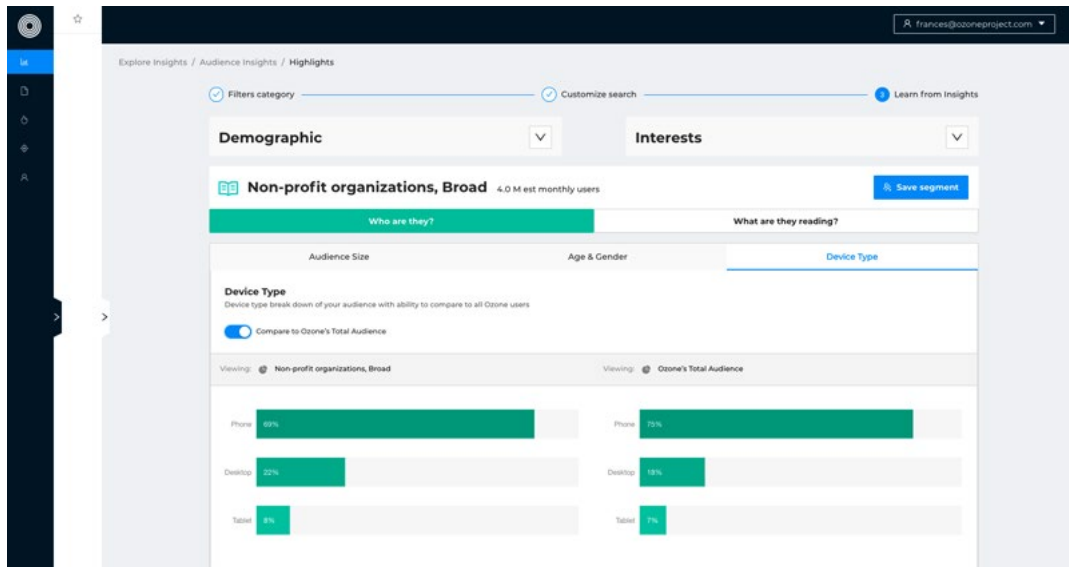 frances@ozoneproject.com
Explore Insights / Audience Insights / Highlights
Filters category
Customize search
3 Learn from Insights
Demographic
Interests
Non-profit organizations, Broad 4.0 M est monthly users
Save segment
Who are they?
What are they reading?
Audience Size
Age & Gender
Device Type
Device Type
Device type break down of your audience with ability to compare to all Ozone users
Compare to Ozone's Total Audience
Viewing: Non-profit organizations, Broad
Viewing: Ozone's Total Audience
Phone 69%
Phone 75%
Desktop 22%
Desktop 18%
Tablet 8%
Tablet 7%